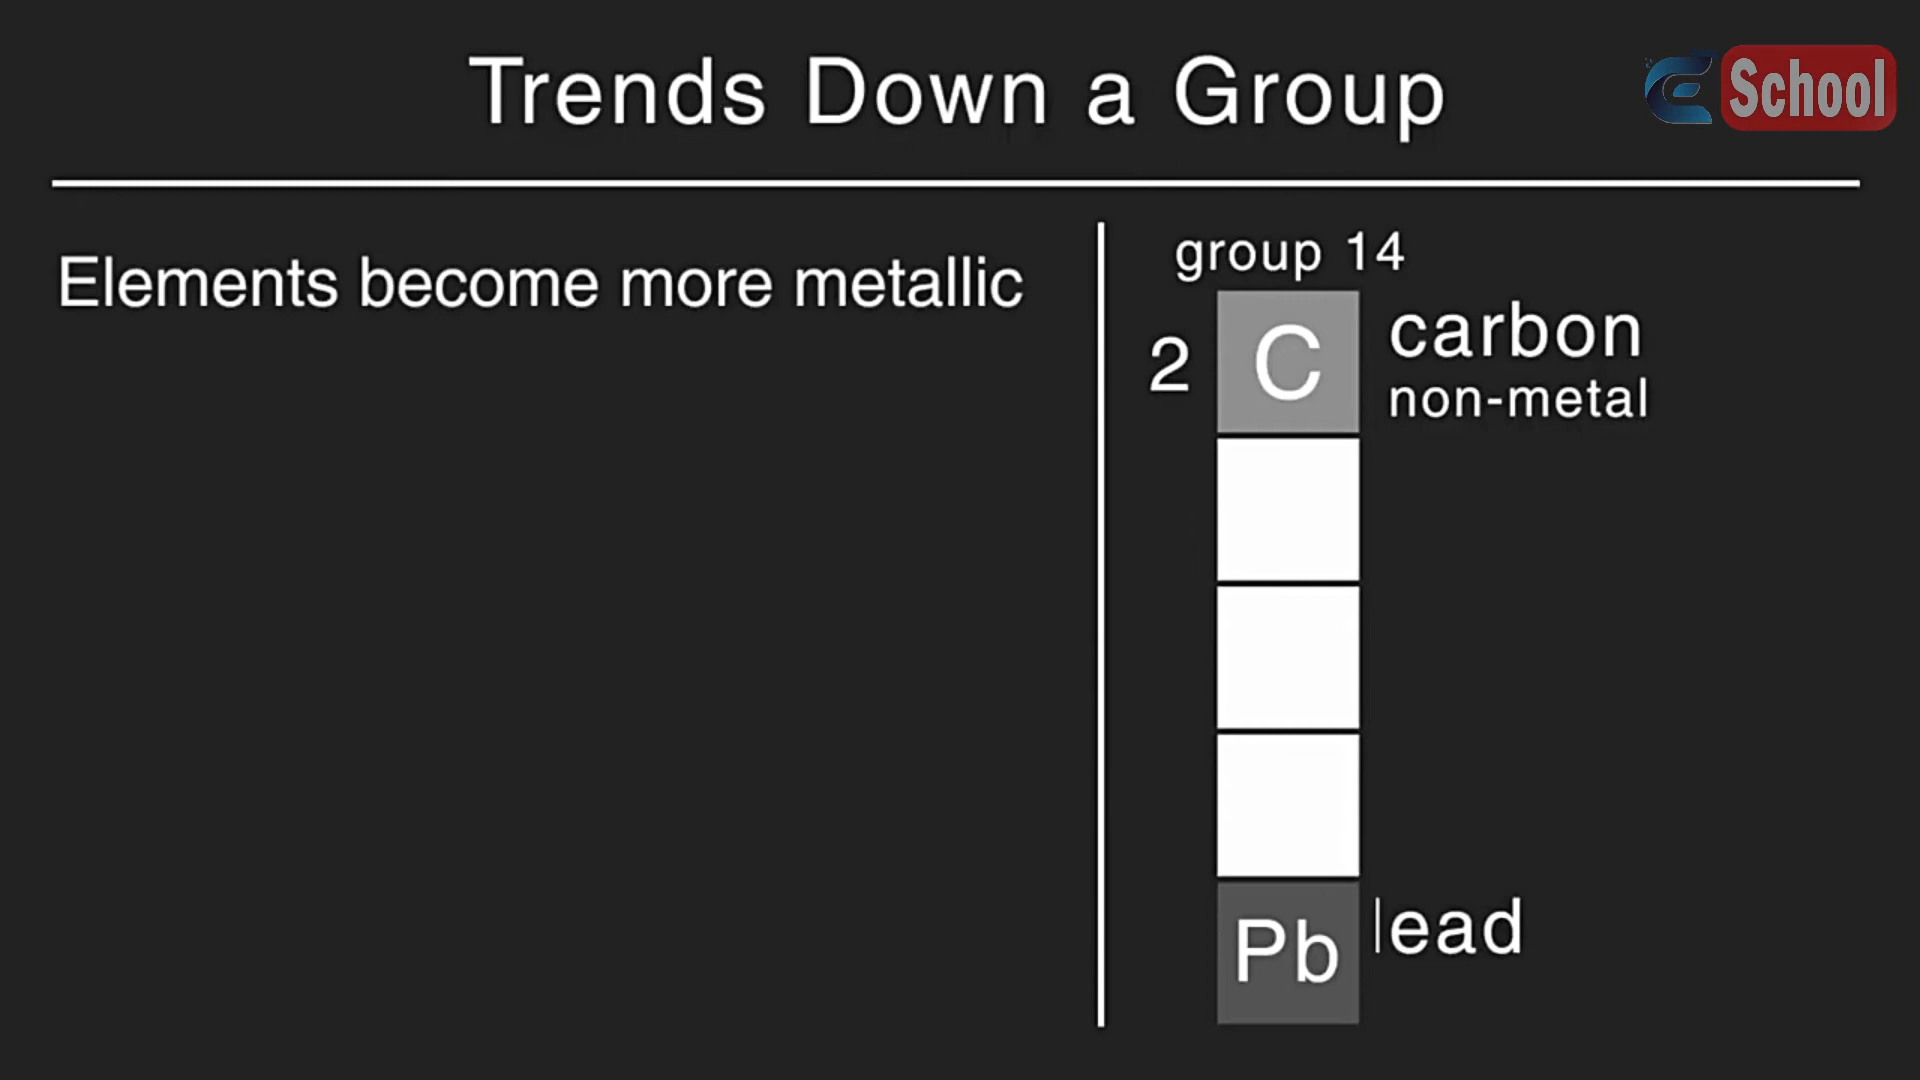 Trends Down a Group
School
Elements become more metallic
group 14
2
C
carbon
non-metal
Pb
lead